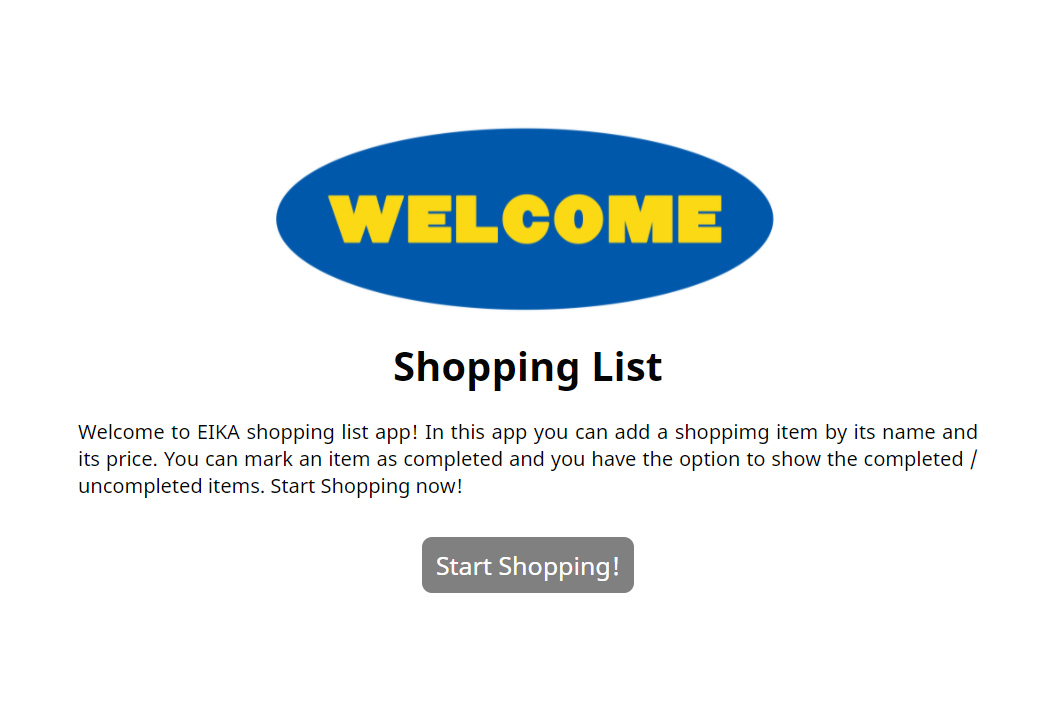 WELCOME
Shopping List
Welcome to EIKA shopping list app! In this app you can add a shoppimg item by its name and
its price. You can mark an item as completed and you have the option to show the completed /
uncompleted items. Start Shopping now!
Start Shopping!